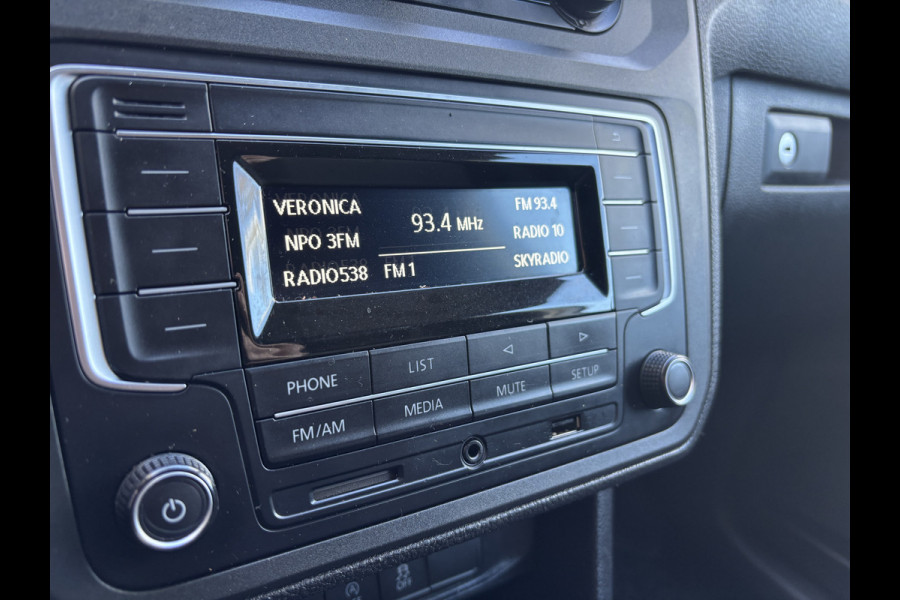 VERONICA
NPO 3FM
RADIO538
93.4 MHz
FM1
FM 93.4
RADIO 10
SKYRADIO
PHONE
LIST
FM/AM
MEDIA
MUTE
SETUP
OFF